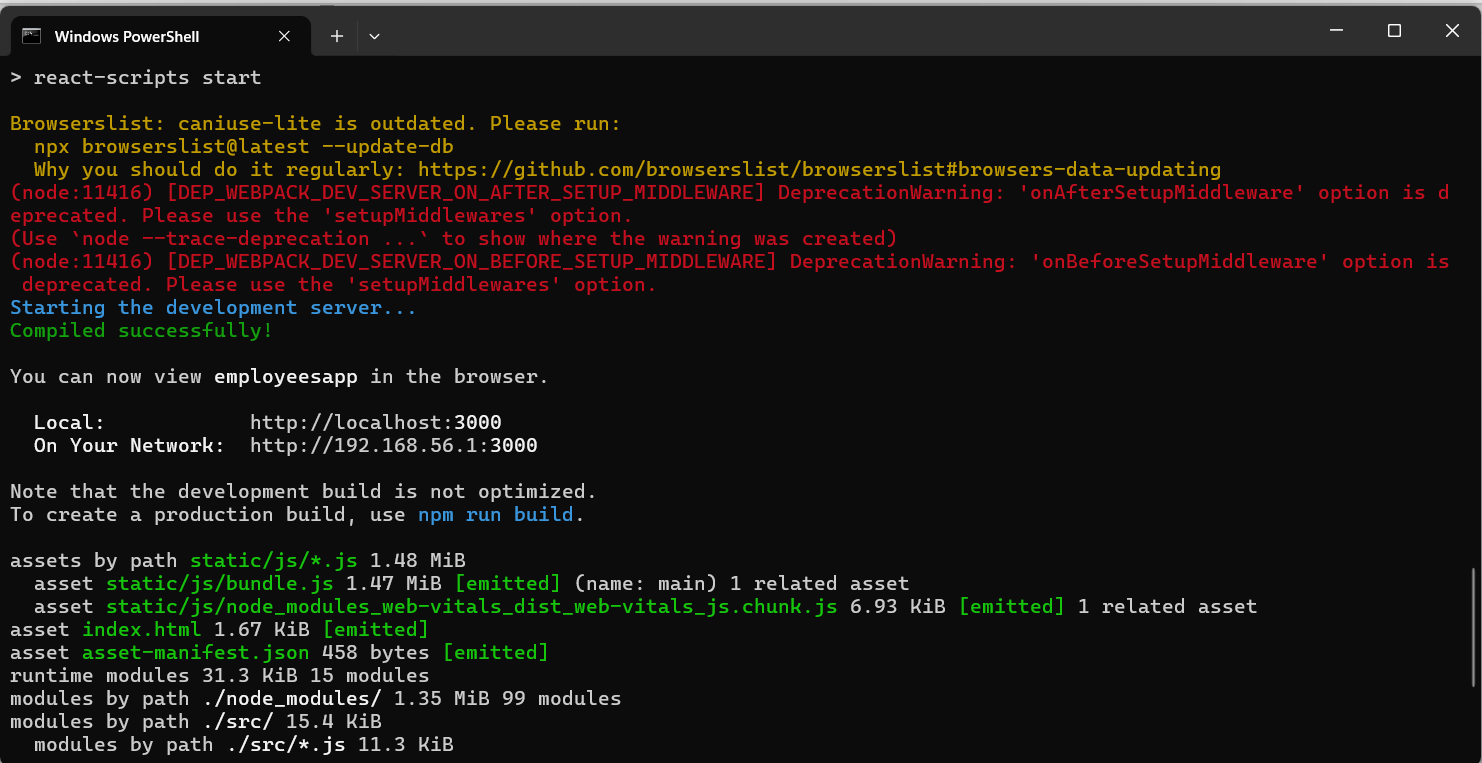 Windows PowerShell
> react-scripts start
Browserslist: caniuse-lite is outdated. Please run:
  npx browserslist@latest --update-db
  Why you should do it regularly: https://github.com/browserslist/browserslist#browsers-data-updating
(node:11416) [DEP_WEBPACK_DEV_SERVER_ON_AFTER_SETUP_MIDDLEWARE] DeprecationWarning: 'onAfterSetupMiddleware' option is d
eprecated. Please use the 'setupMiddlewares' option.
(Use `node --trace-deprecation ...` to show where the warning was created)
(node:11416) [DEP_WEBPACK_DEV_SERVER_ON_BEFORE_SETUP_MIDDLEWARE] DeprecationWarning: 'onBeforeSetupMiddleware' option is
 deprecated. Please use the 'setupMiddlewares' option.
Starting the development server...
Compiled successfully!
You can now view employeesapp in the browser.
  Local:            http://localhost:3000
  On Your Network:  http://192.168.56.1:3000
Note that the development build is not optimized.
To create a production build, use npm run build.
assets by path static/js/*.js 1.48 MiB
  asset static/js/bundle.js 1.47 MiB [emitted] (name: main) 1 related asset
  asset static/js/node_modules_web-vitals_dist_web-vitals_js.chunk.js 6.93 KiB [emitted] 1 related asset
asset index.html 1.67 KiB [emitted]
asset asset-manifest.json 458 bytes [emitted]
runtime modules 31.3 KiB 15 modules
modules by path ./node_modules/ 1.35 MiB 99 modules
modules by path ./src/ 15.4 KiB
  modules by path ./src/*.js 11.3 KiB